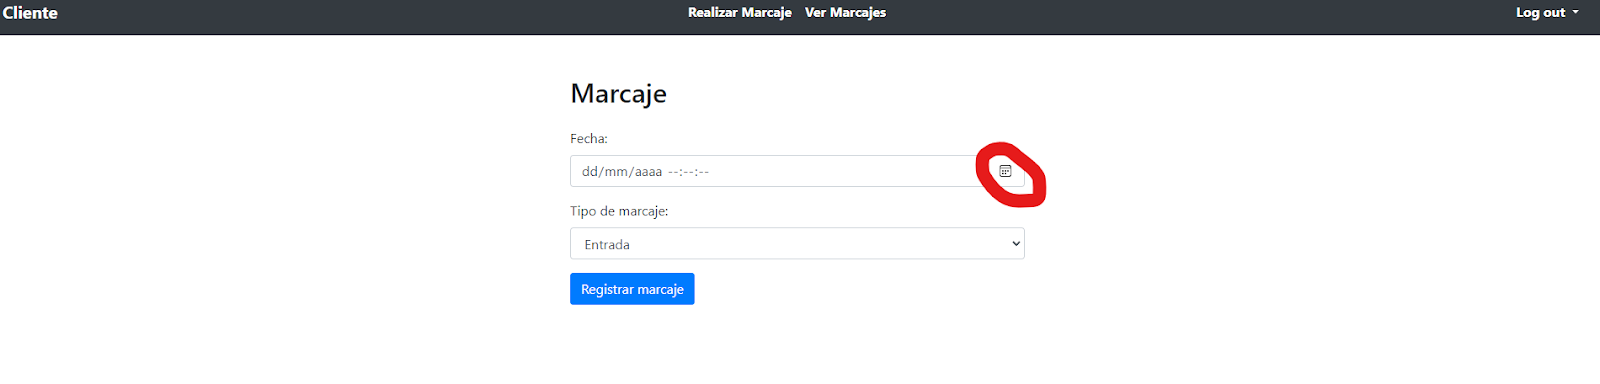 Cliente Realizar Marcaje Ver Marcajes Log out
Marcaje
Fecha:
dd/mm/aaaa --:--:--
Tipo de marcaje:
Entrada
Registrar marcaje